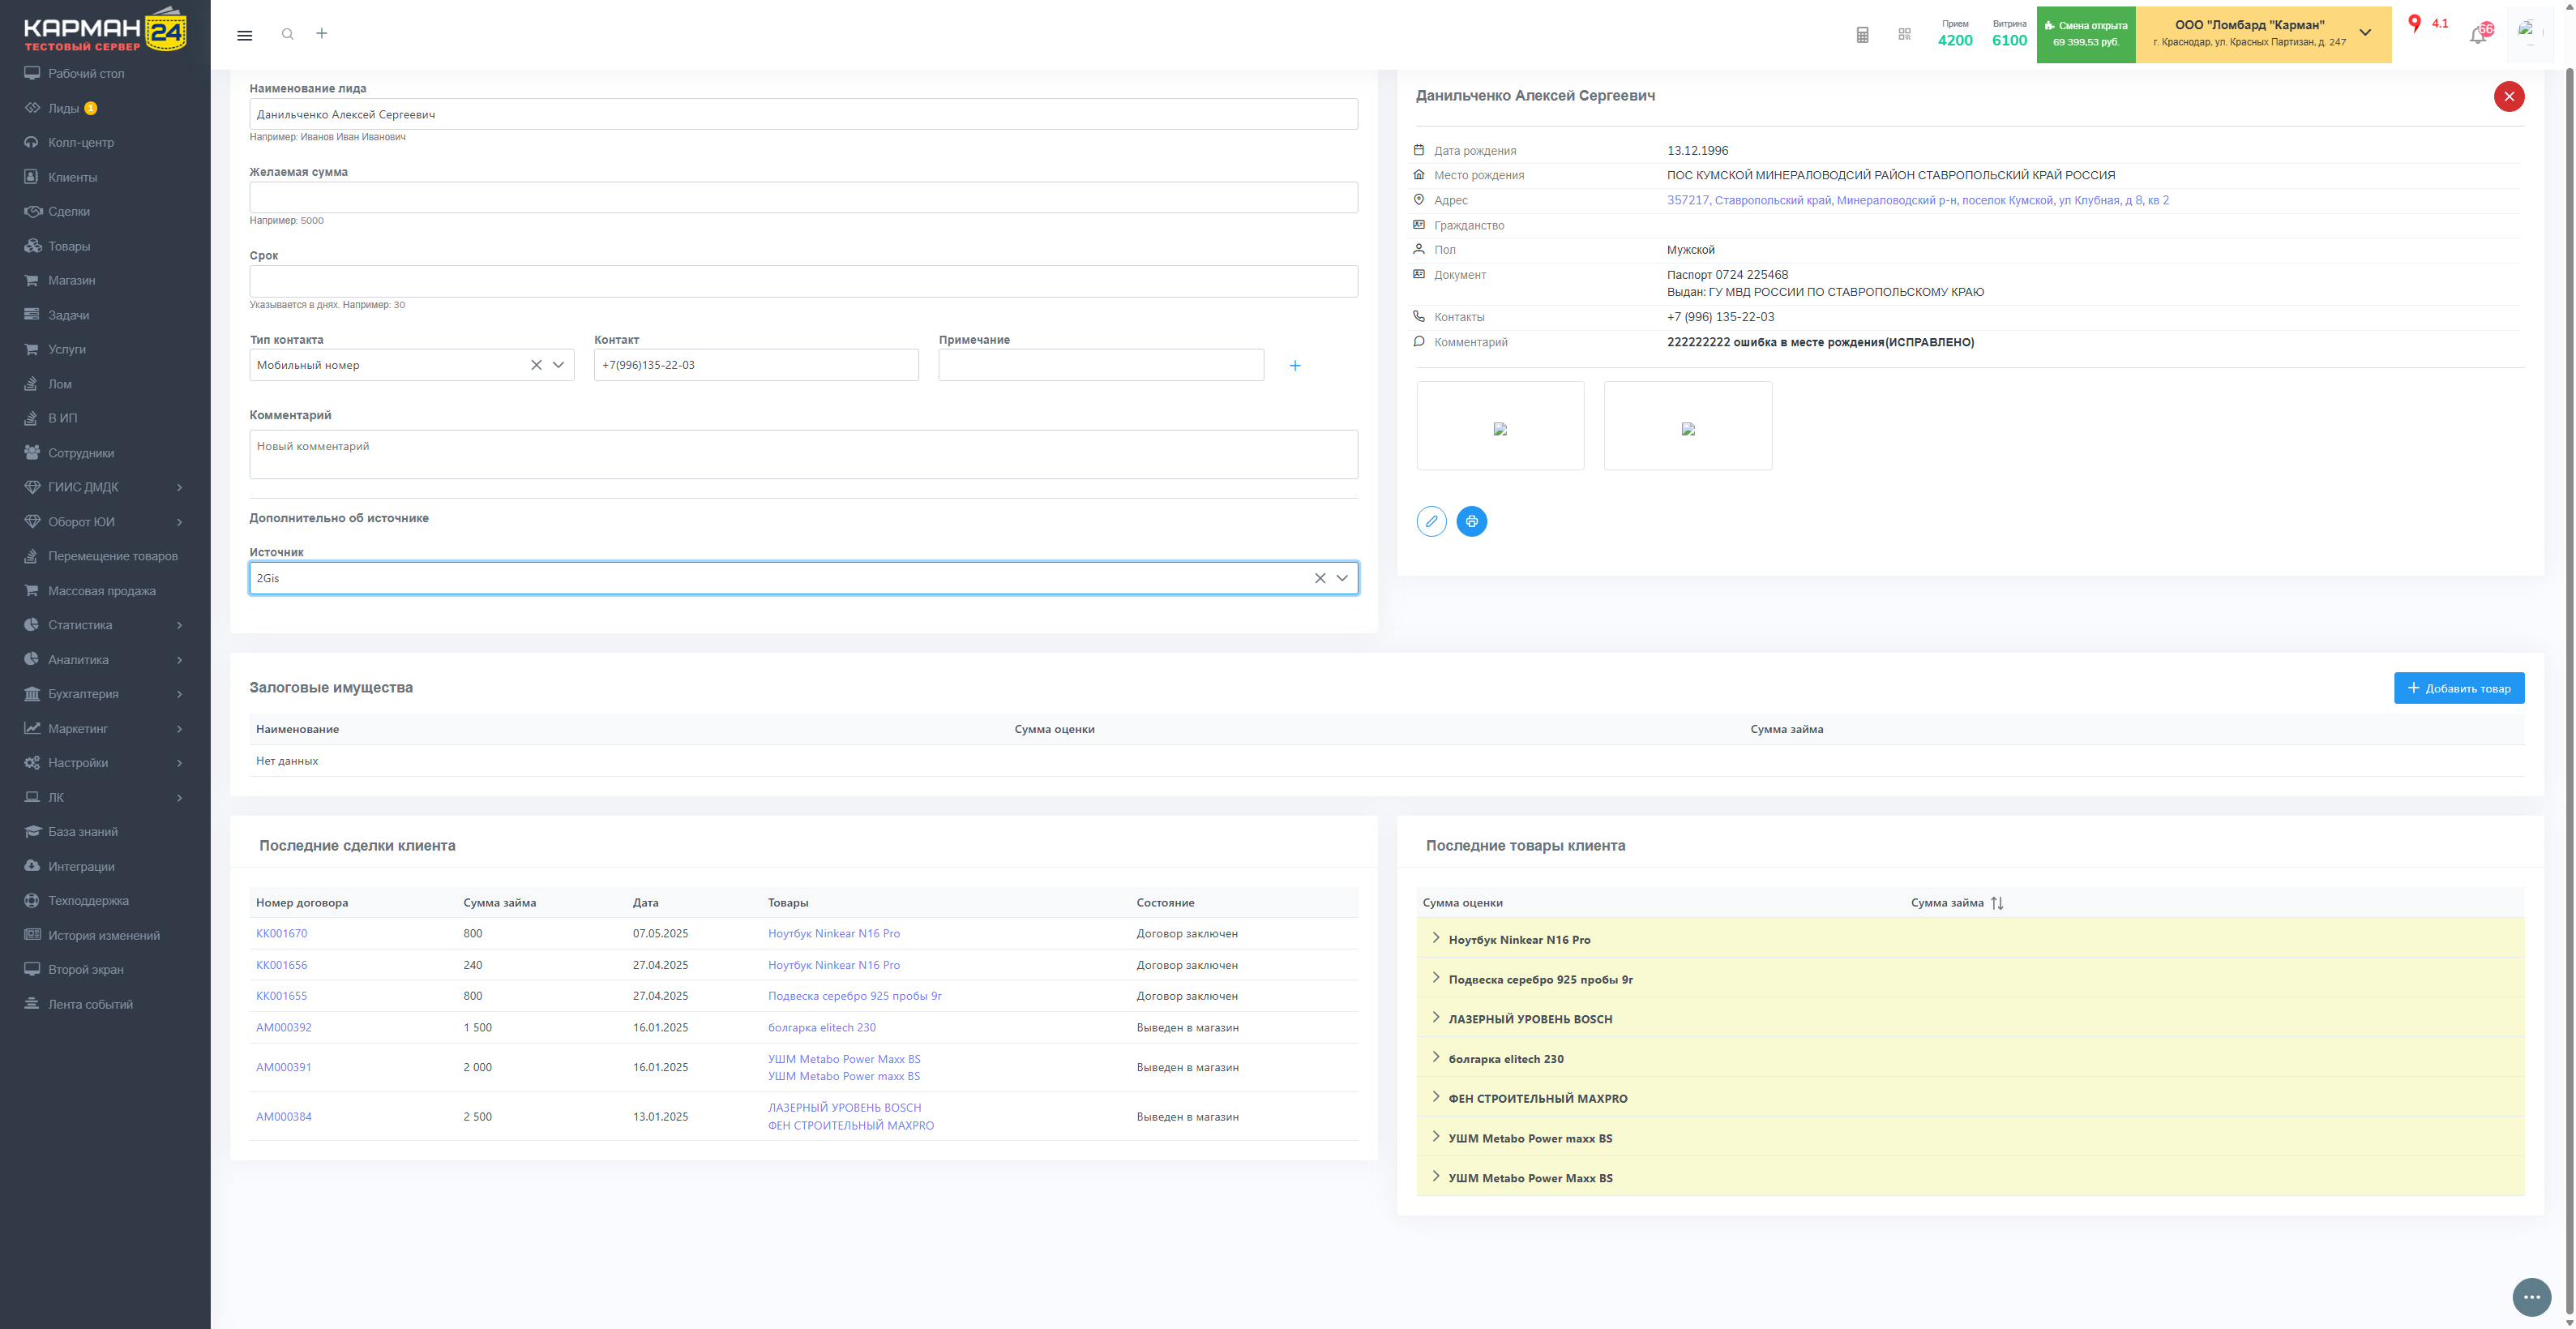 КАРМАН 24
ТЕСТОВЫЙ СЕРВЕР
Рабочий стол
Лиды 1
Колл-центр
Клиенты
Сделки
Товары
Магазин
Задачи
Услуги
Лом
В ИП
Сотрудники
ГИИС ДМДК
Оборот ЮИ
Перемещение товаров
Массовая продажа
Статистика
Аналитика
Бухгалтерия
Маркетинг
Настройки
ЛК
База знаний
Интеграции
Техподдержка
История изменений
Второй экран
Лента событий
Прием
4200
Витрина
6100
Смена открыта
69 399,53 руб.
ООО "Ломбард "Карман"
г. Краснодар, ул. Красных Партизан, д. 247
4.1
Наименование лида
Данильченко Алексей Сергеевич
Например: Иванов Иван Иванович
Желаемая сумма
Например: 5000
Срок
Указывается в днях. Например: 30
Тип контакта
Контакт
Примечание
Мобильный номер
+7(996)135-22-03
Комментарий
Новый комментарий
Дополнительно об источнике
Источник
2Gis
Данильченко Алексей Сергеевич
Дата рождения 13.12.1996
Место рождения ПОС КУМСКОЙ МИНЕРАЛОВОДСИЙ РАЙОН СТАВРОПОЛЬСКИЙ КРАЙ РОССИЯ
Адрес 357217, Ставропольский край, Минераловодский р-н, поселок Кумской, ул Клубная, д 8, кв 2
Гражданство
Пол Мужской
Документ Паспорт 0724 225468
Выдан: ГУ МВД РОССИИ ПО СТАВРОПОЛЬСКОМУ КРАЮ
Контакты +7 (996) 135-22-03
Комментарий 222222222 ошибка в месте рождения(ИСПРАВЛЕНО)
Залоговые имущества
Добавить товар
Наименование Сумма оценки Сумма займа
Нет данных
Последние сделки клиента
Номер договора Сумма займа Дата Товары Состояние
КК001670 800 07.05.2025 Ноутбук Ninkear N16 Pro Договор заключен
КК001656 240 27.04.2025 Ноутбук Ninkear N16 Pro Договор заключен
КК001655 800 27.04.2025 Подвеска серебро 925 пробы 9г Договор заключен
АМ000392 1 500 16.01.2025 болгарка elitech 230 Выведен в магазин
АМ000391 2 000 16.01.2025 УШМ Metabo Power Maxx BS Выведен в магазин
УШМ Metabo Power maxx BS
АМ000384 2 500 13.01.2025 ЛАЗЕРНЫЙ УРОВЕНЬ BOSCH Выведен в магазин
ФЕН СТРОИТЕЛЬНЫЙ MAXPRO
Последние товары клиента
Сумма оценки Сумма займа
Ноутбук Ninkear N16 Pro
Подвеска серебро 925 пробы 9г
ЛАЗЕРНЫЙ УРОВЕНЬ BOSCH
болгарка elitech 230
ФЕН СТРОИТЕЛЬНЫЙ MAXPRO
УШМ Metabo Power maxx BS
УШМ Metabo Power Maxx BS